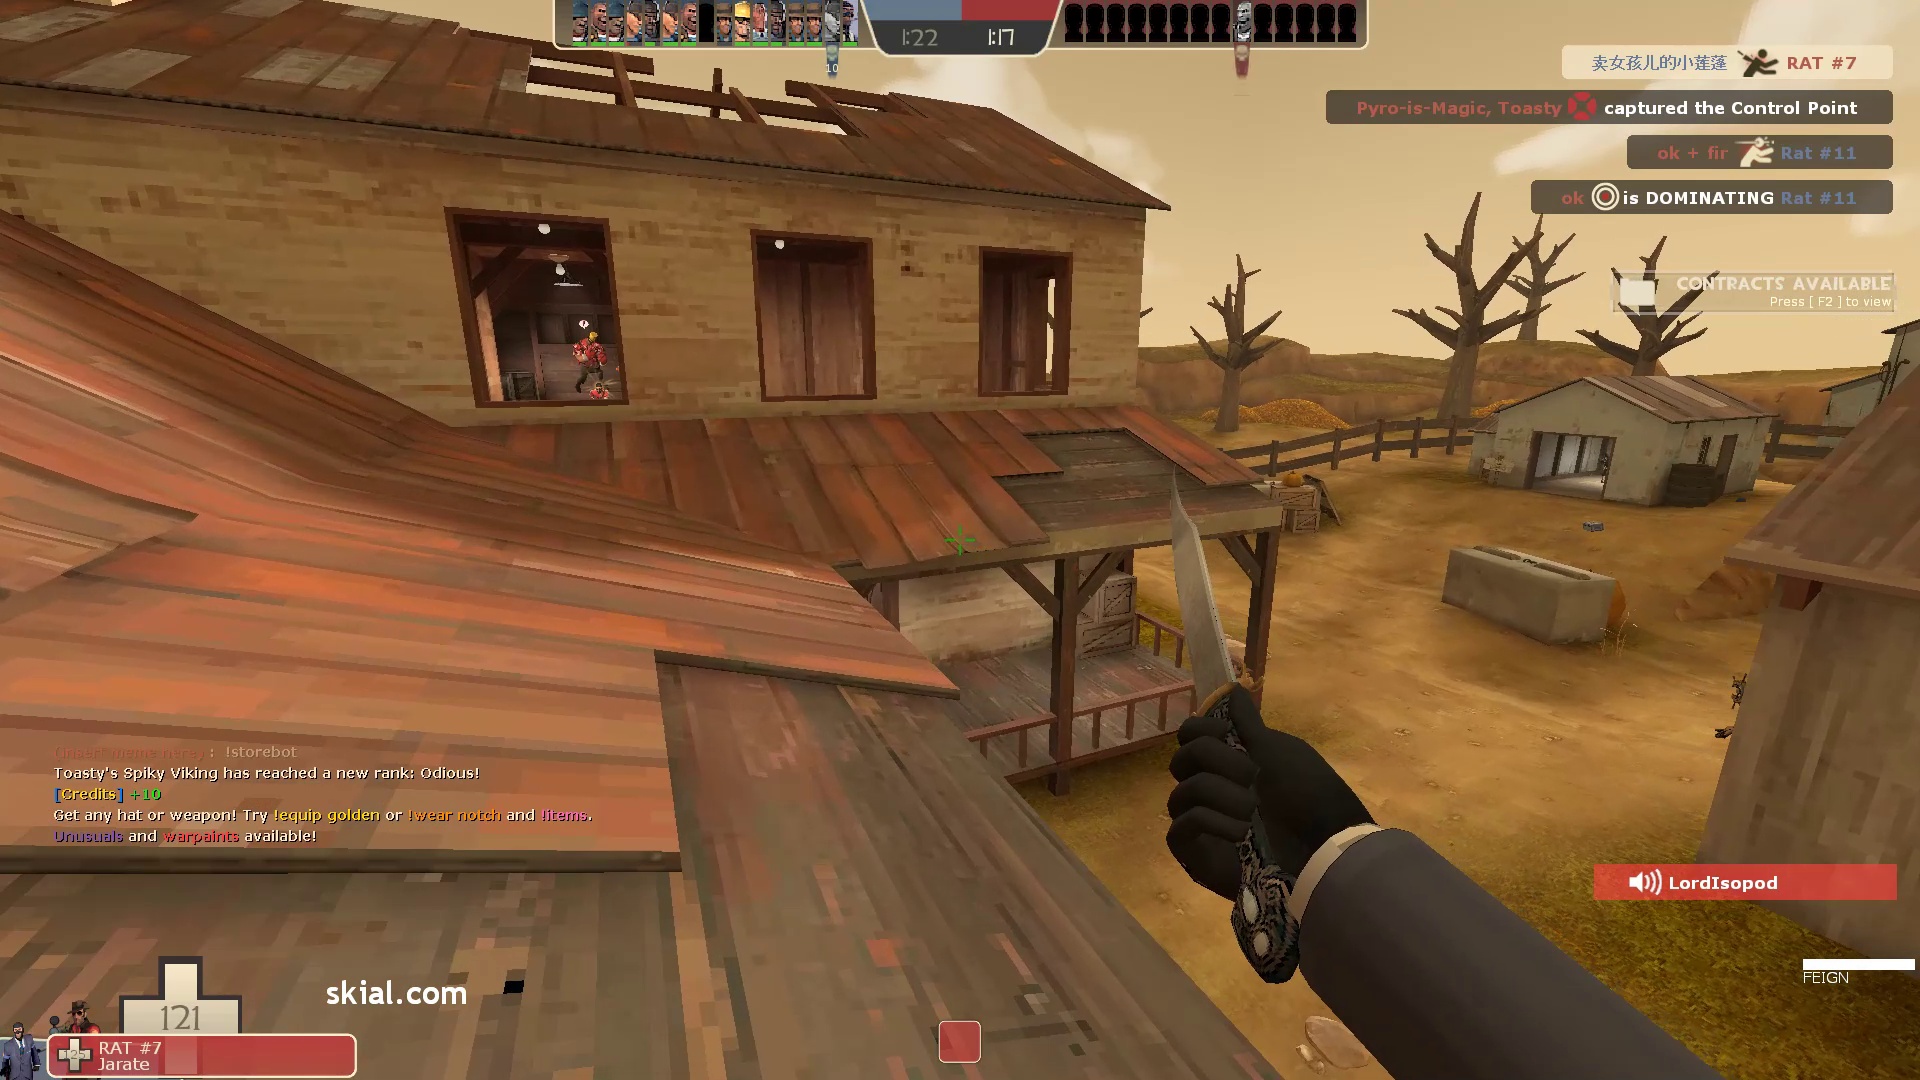 1:22
1:17
10
卖女孩儿的小莲蓬 RAT #7
Pyro-is-Magic, Toasty captured the Control Point
ok + fir Rat #11
ok is DOMINATING Rat #11
CONTRACTS AVAILABLE
Press [ F2 ] to view
: !storebot
Toasty's Spiky Viking has reached a new rank: Odious!
[Credits] +10
Get any hat or weapon! Try !equip golden or !wear notch and !items.
Unusuals and warpaints available!
LordIsopod
FEIGN
skial.com
121
125
RAT #7
Jarate